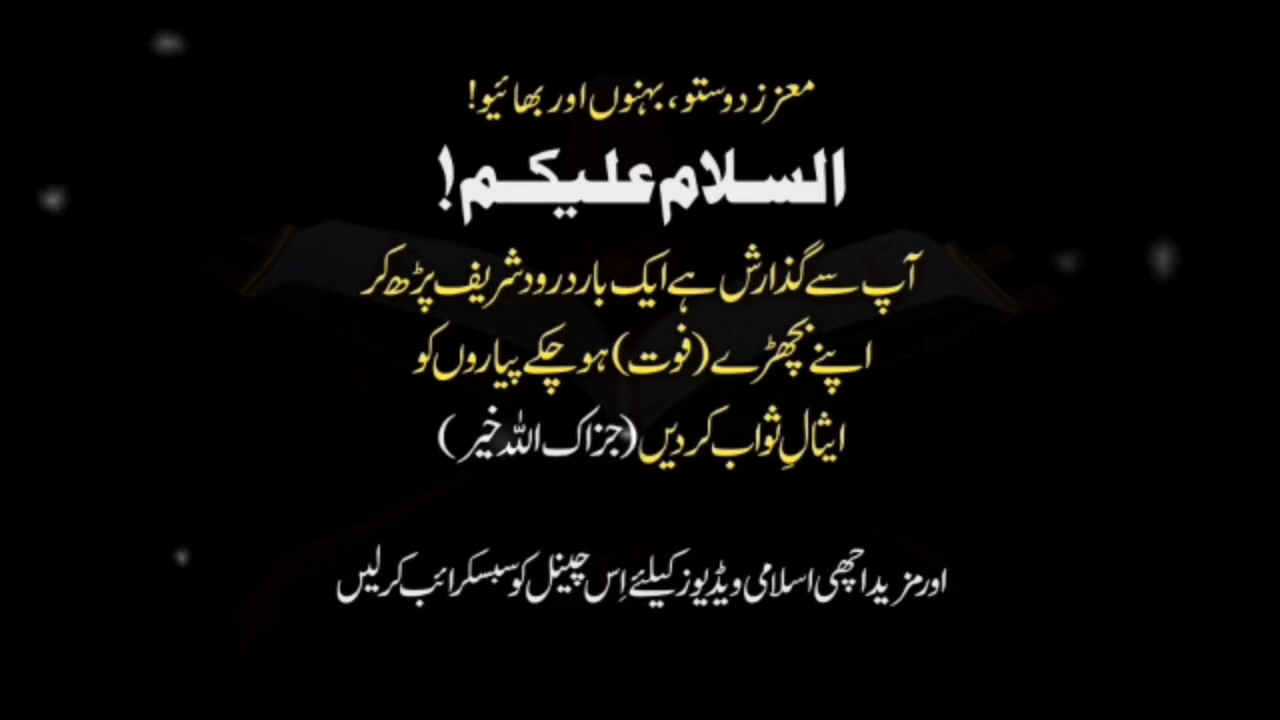 معزز دوستو، بہنوں اور بھائیو!
السلام علیکم!
آپ سے گذارش ہے ایک بار درود شریف پڑھ کر
اپنے بچھڑے (فوت) ہو چکے پیاروں کو
ایثالِ ثواب کر دیں (جزاک اللہ خیر)
اور مزید اچھی اسلامی ویڈیوز کیلئے اِس چینل کو سبسکرائب کر لیں